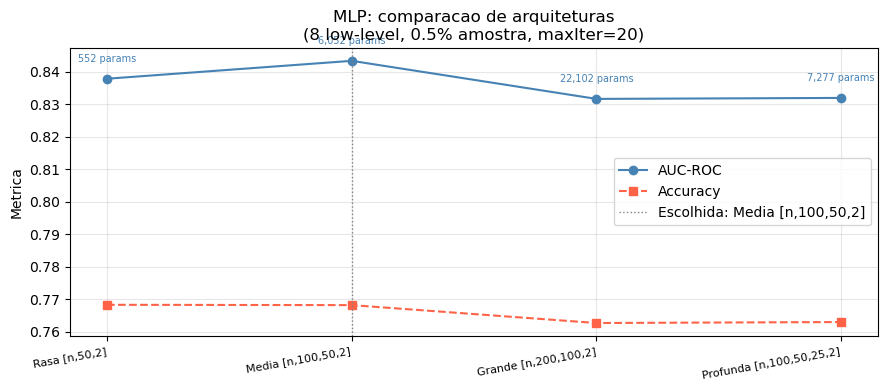 MLP: comparacao de arquiteturas
(8 low-level, 0.5% amostra, maxIter=20)
552 params
6,052 params
22,102 params
7,277 params
0.84
0.83
0.82
0.81
0.80
0.79
0.78
0.77
0.76
Metrica
AUC-ROC
Accuracy
Escolhida: Media [n,100,50,2]
Rasa [n,50,2]
Media [n,100,50,2]
Grande [n,200,100,2]
Profunda [n,100,50,25,2]